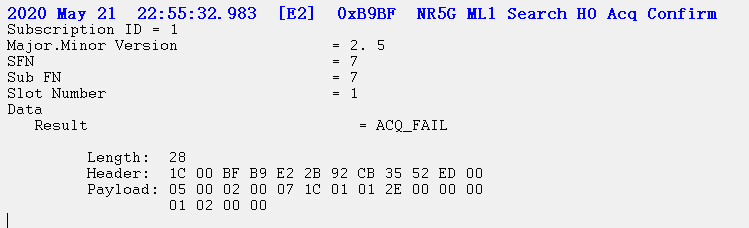 2020 May 21 22:55:32.983 [E2] 0xB9BF NR5G ML1 Search HO Acq Confirm
Subscription ID = 1
Major.Minor Version = 2. 5
SFN = 7
Sub FN = 7
Slot Number = 1
Data
Result = ACQ_FAIL
Length: 28
Header: 1C 00 BF B9 E2 2B 92 CB 35 52 ED 00
Payload: 05 00 02 00 07 1C 01 01 2E 00 00 00
01 02 00 00